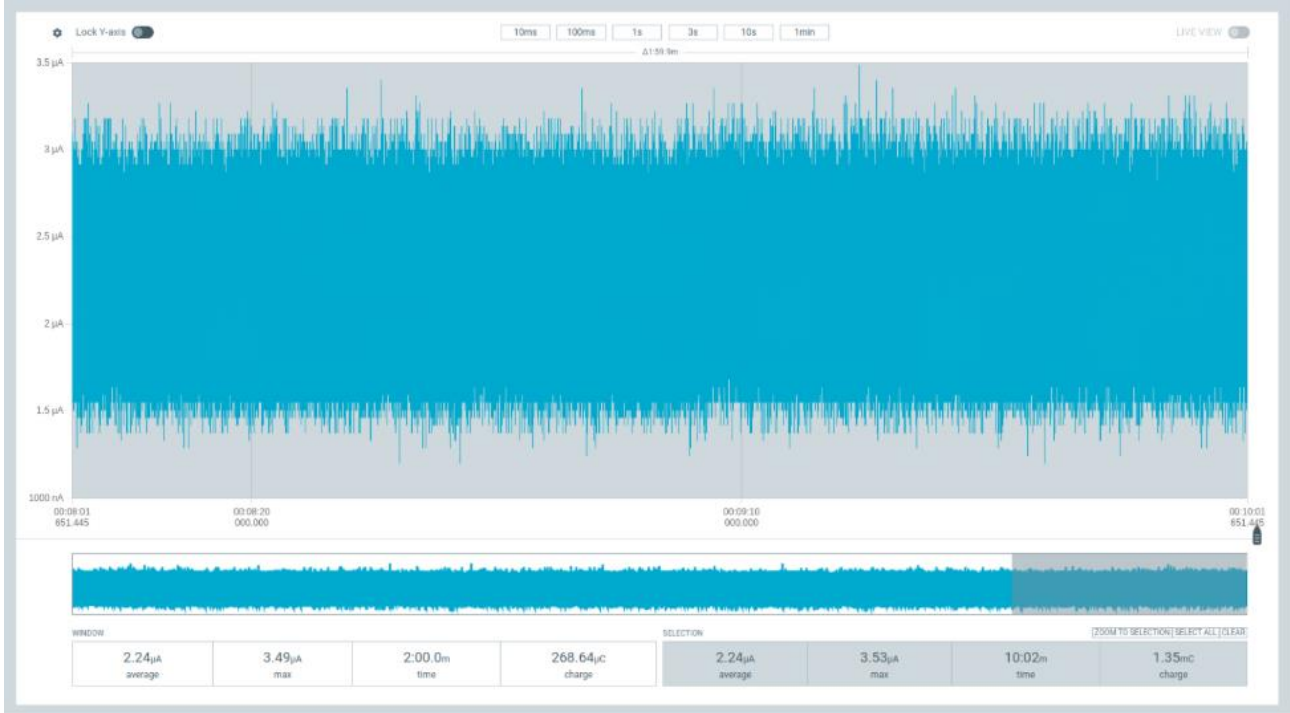 Lock Y-axis
10ms 100ms 1s 3s 10s 1min
LIVE VIEW
Δ1:59.9m
3.5 µA
3 µA
2.5 µA
2 µA
1.5 µA
1000 nA
00:08:01 00:08:20 00:09:10 00:10:01
651.445 000.000 000.000 651.445
WINDOW
2.24µA 3.49µA 2:00.0m 268.64µC
average max time charge
SELECTION
ZOOM TO SELECTION SELECT ALL CLEAR
2.24µA 3.53µA 10:02m 1.35mC
average max time charge